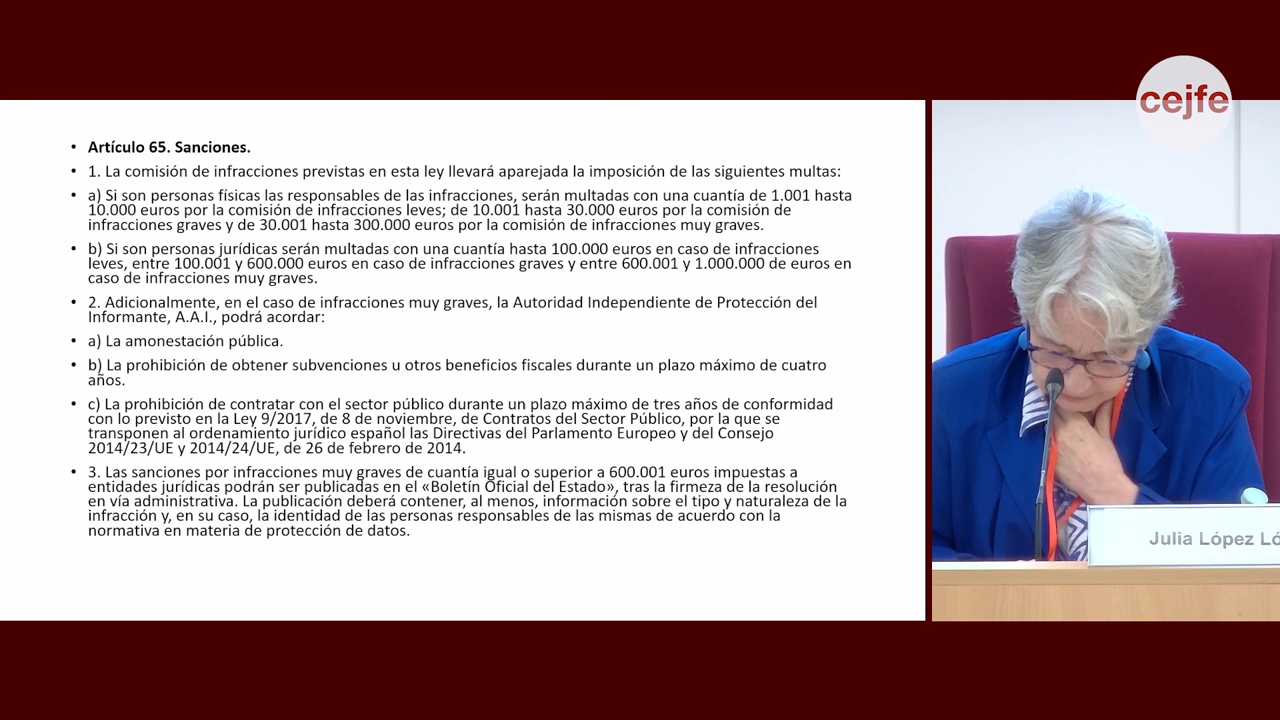 cejfe
• Artículo 65. Sanciones.
• 1. La comisión de infracciones previstas en esta ley llevará aparejada la imposición de las siguientes multas:
• a) Si son personas físicas las responsables de las infracciones, serán multadas con una cuantía de 1.001 hasta
10.000 euros por la comisión de infracciones leves; de 10.001 hasta 30.000 euros por la comisión de
infracciones graves y de 30.001 hasta 300.000 euros por la comisión de infracciones muy graves.
• b) Si son personas jurídicas serán multadas con una cuantía hasta 100.000 euros en caso de infracciones
leves, entre 100.001 y 600.000 euros en caso de infracciones graves y entre 600.001 y 1.000.000 de euros en
caso de infracciones muy graves.
• 2. Adicionalmente, en el caso de infracciones muy graves, la Autoridad Independiente de Protección del
Informante, A.A.I., podrá acordar:
• a) La amonestación pública.
• b) La prohibición de obtener subvenciones u otros beneficios fiscales durante un plazo máximo de cuatro
años.
• c) La prohibición de contratar con el sector público durante un plazo máximo de tres años de conformidad
con lo previsto en la Ley 9/2017, de 8 de noviembre, de Contratos del Sector Público, por la que se
transponen al ordenamiento jurídico español las Directivas del Parlamento Europeo y del Consejo
2014/23/UE y 2014/24/UE, de 26 de febrero de 2014.
• 3. Las sanciones por infracciones muy graves de cuantía igual o superior a 600.001 euros impuestas a
entidades jurídicas podrán ser publicadas en el «Boletín Oficial del Estado», tras la firmeza de la resolución
en vía administrativa. La publicación deberá contener, al menos, información sobre el tipo y naturaleza de la
infracción y, en su caso, la identidad de las personas responsables de las mismas de acuerdo con la
normativa en materia de protección de datos.
Julia López Ló